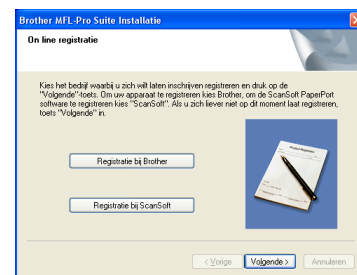 Brother MFL-Pro Suite Installatie
On line registratie
Kies het bedrijf waarbij u zich wilt laten inschrijven registreren en druk op de
"Volgende"-toets. Om uw apparaat te registreren kies Brother, om de ScanSoft PaperPort
software te registreren kies "ScanSoft". Als u zich liever niet op dit moment laat registreren,
toets "Volgende" in.
Registratie bij Brother
Registratie bij ScanSoft
< Vorige
Volgende >
Annuleren